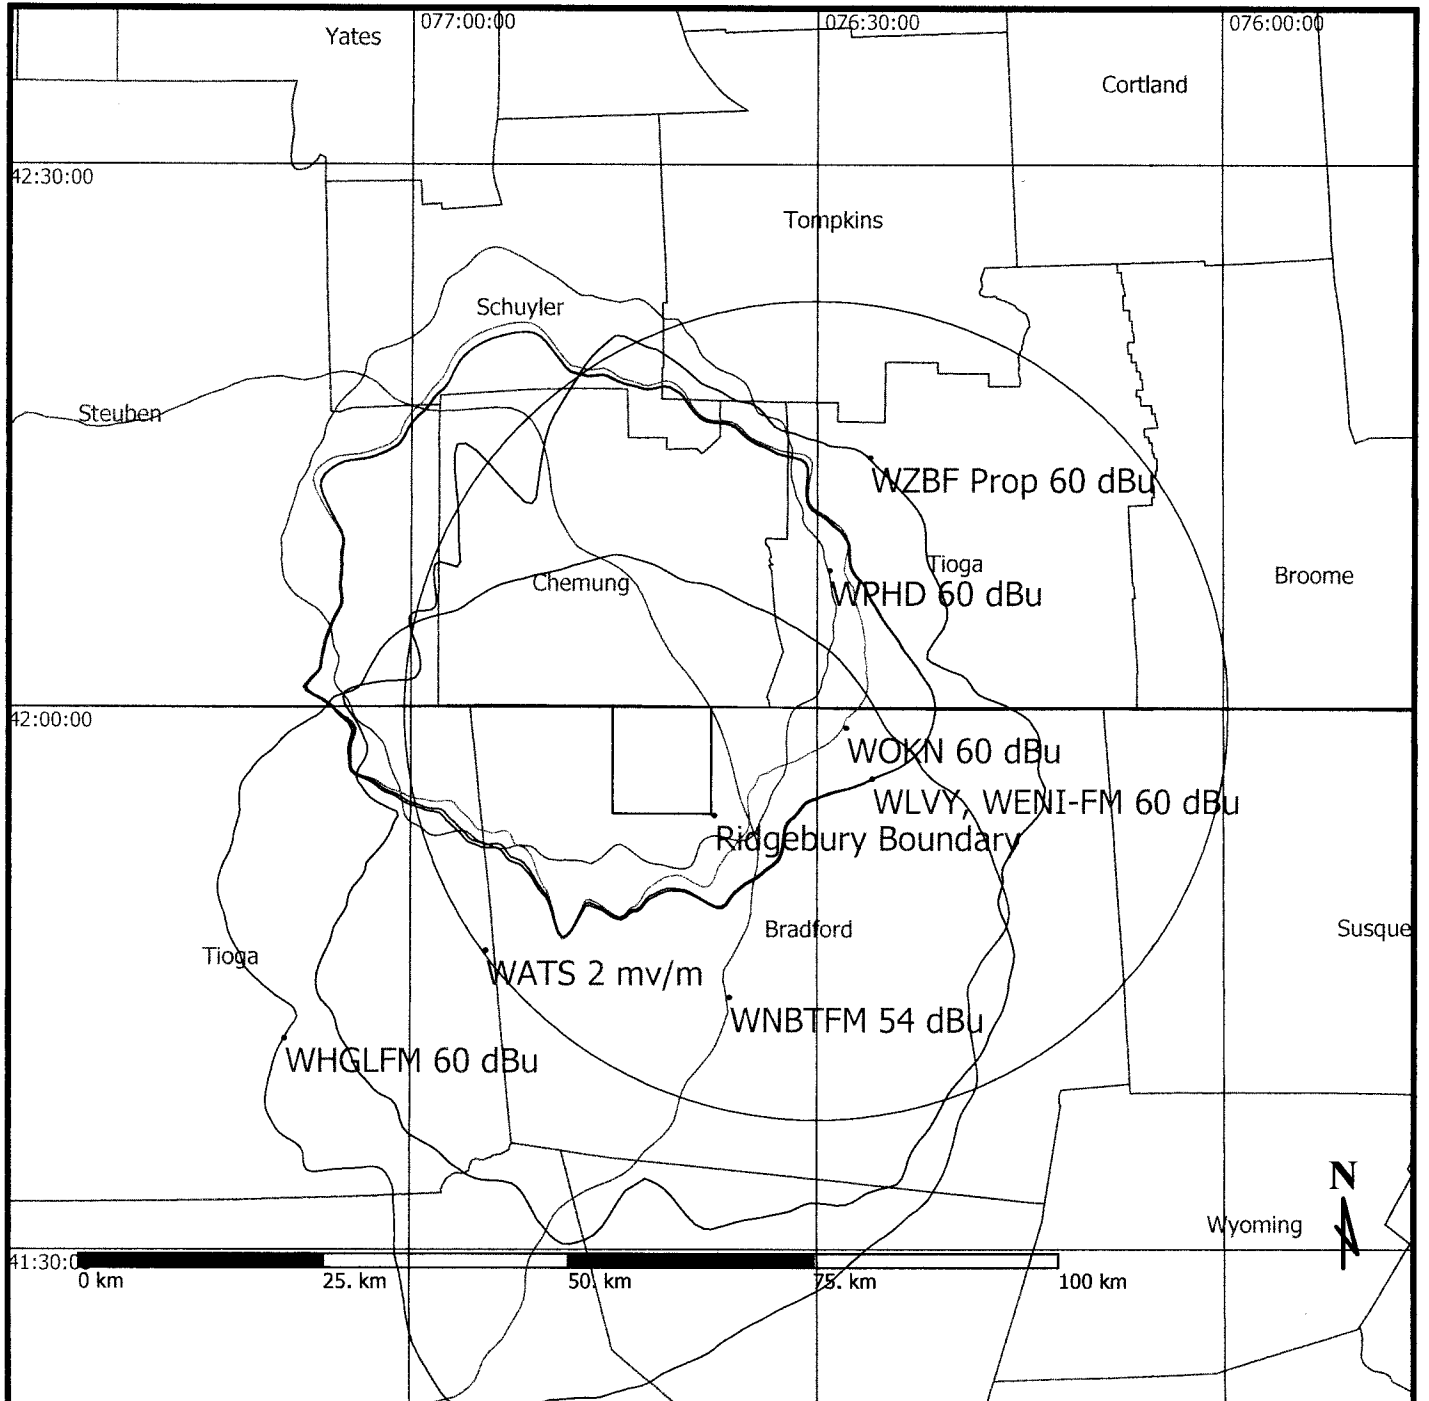 077:00:00
076:30:00
076:00:00
Yates
Cortland
42:30:00
Tompkins
Schuyler
Steuben
WZBF Prop 60 dBu
Tioga
Chemung
Broome
WPHD 60 dBu
42:00:00
WOKN 60 dBu
WLVY, WENI-FM 60 dBu
Ridgebury Boundary
Bradford
Susque
Tioga
WATS 2 mv/m
WNBTFM 54 dBu
WHGLFM 60 dBu
N
Wyoming
41:30:00
0 km
25. km
50. km
75. km
100 km